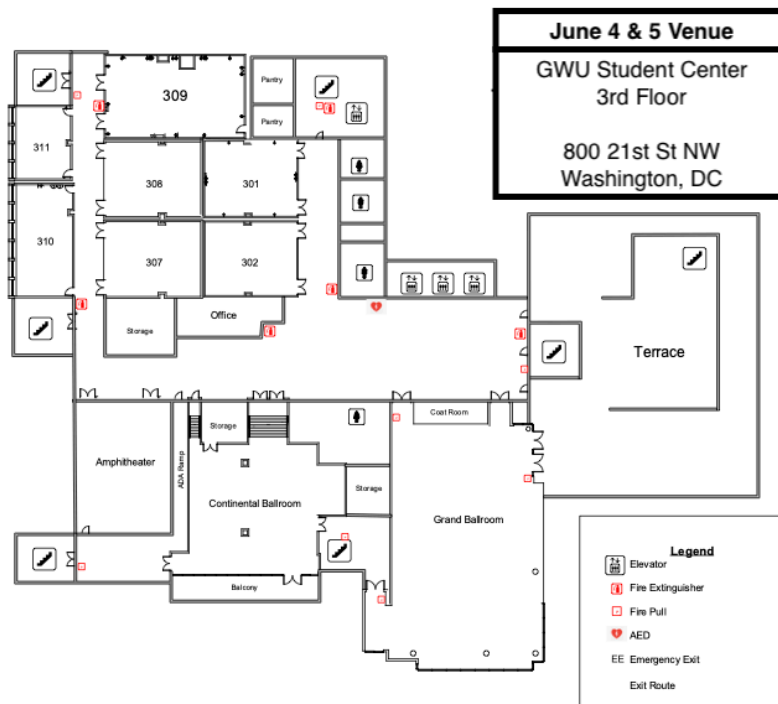 June 4 & 5 Venue
GWU Student Center
3rd Floor
800 21st St NW
Washington, DC
309
Pantry
Pantry
311
308
301
310
307
302
Office
Storage
Terrace
Coat Room
Storage
ADA Ramp
Amphitheater
Continental Ballroom
Storage
Grand Ballroom
Balcony
Legend
Elevator
Fire Extinguisher
Fire Pull
AED
EE Emergency Exit
Exit Route